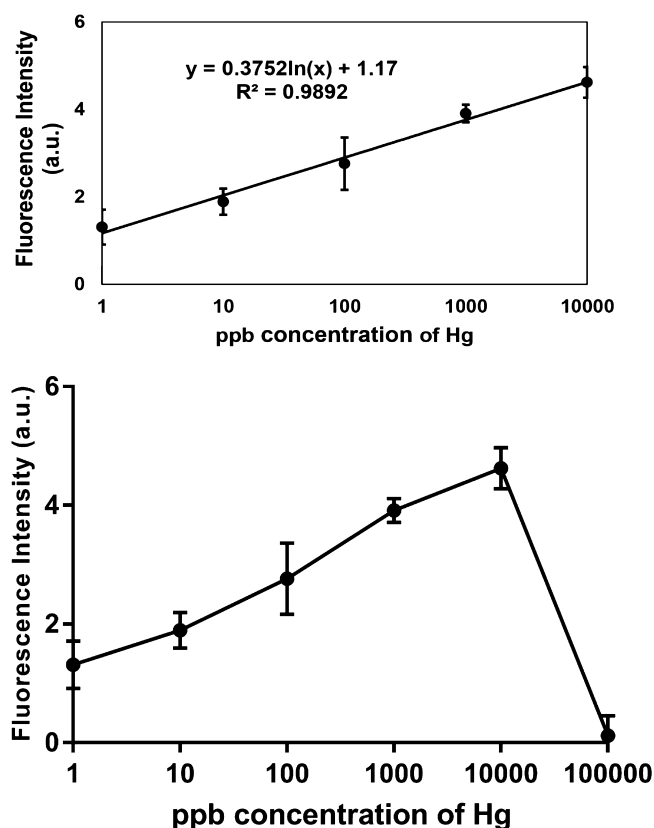 6
4
2
0
Fluorescence Intensity
(a.u.)
y = 0.3752ln(x) + 1.17
R² = 0.9892
1 10 100 1000 10000
ppb concentration of Hg
6
4
2
0
Fluorescence Intensity (a.u.)
1 10 100 1000 10000 100000
ppb concentration of Hg